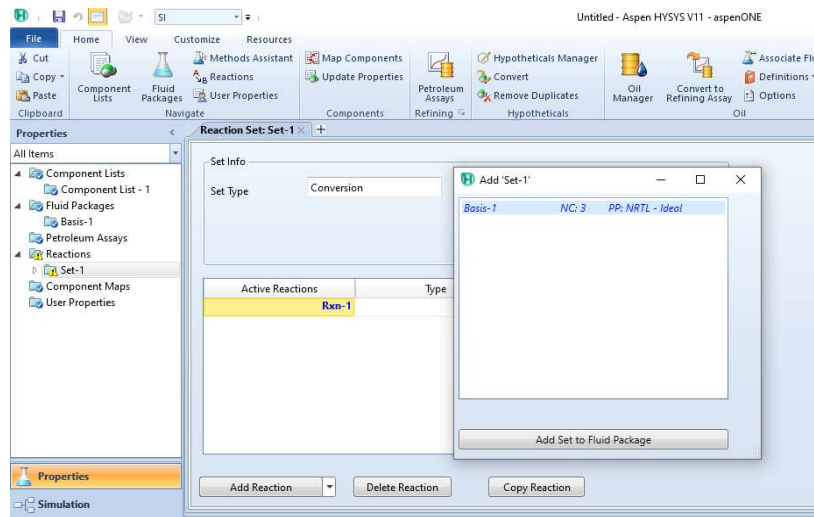 SI
Untitled - Aspen HYSYS V11 - aspenONE
File Home View Customize Resources
Cut
Copy
Paste
Clipboard
Component Lists
Fluid Packages
Methods Assistant
Reactions
User Properties
Navigate
Map Components
Update Properties
Components
Petroleum Assays
Refining
Hypotheticals Manager
Convert
Remove Duplicates
Hypotheticals
Oil Manager
Convert to Refining Assay
Associate Flu
Definitions
Options
Oil
Properties
All Items
Component Lists
Component List - 1
Fluid Packages
Basis-1
Petroleum Assays
Reactions
Set-1
Component Maps
User Properties
Properties
Simulation
Reaction Set: Set-1
Set Info
Set Type Conversion
Active Reactions Type
Rxn-1
Add Reaction Delete Reaction Copy Reaction
Add 'Set-1'
Basis-1 NC: 3 PP: NRTL - Ideal
Add Set to Fluid Package